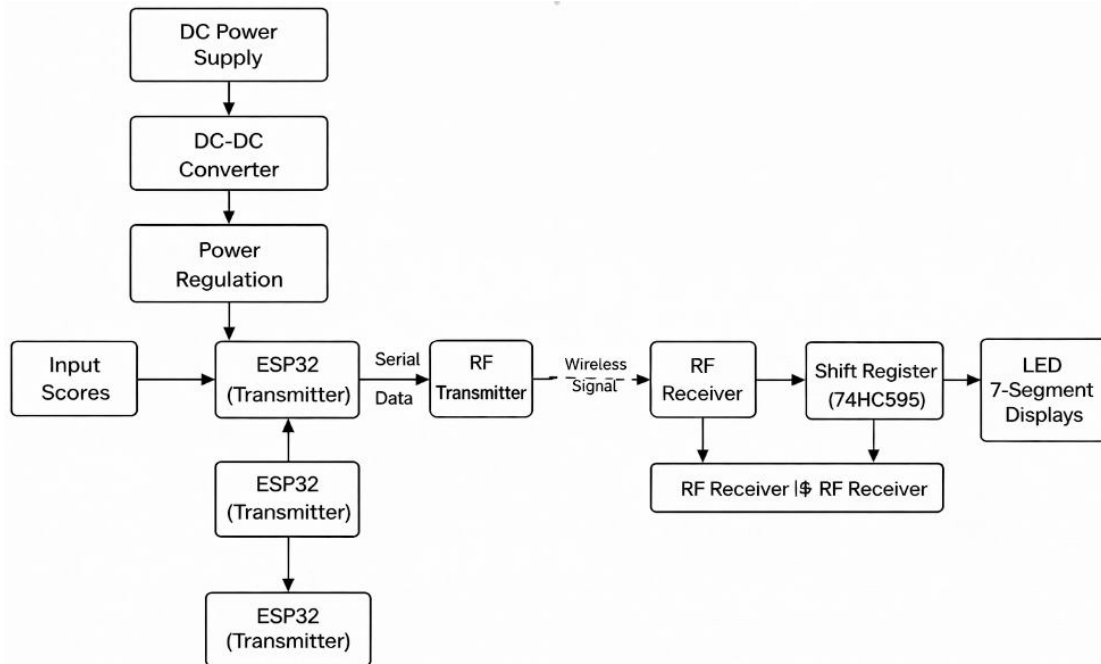 DC Power
Supply
DC-DC
Converter
Power
Regulation
Input
Scores
ESP32
(Transmitter)
Serial
Data
RF
Transmitter
Wireless
Signal
RF
Receiver
Shift Register
(74HC595)
LED
7-Segment
Displays
ESP32
(Transmitter)
RF Receiver |$ RF Receiver
ESP32
(Transmitter)